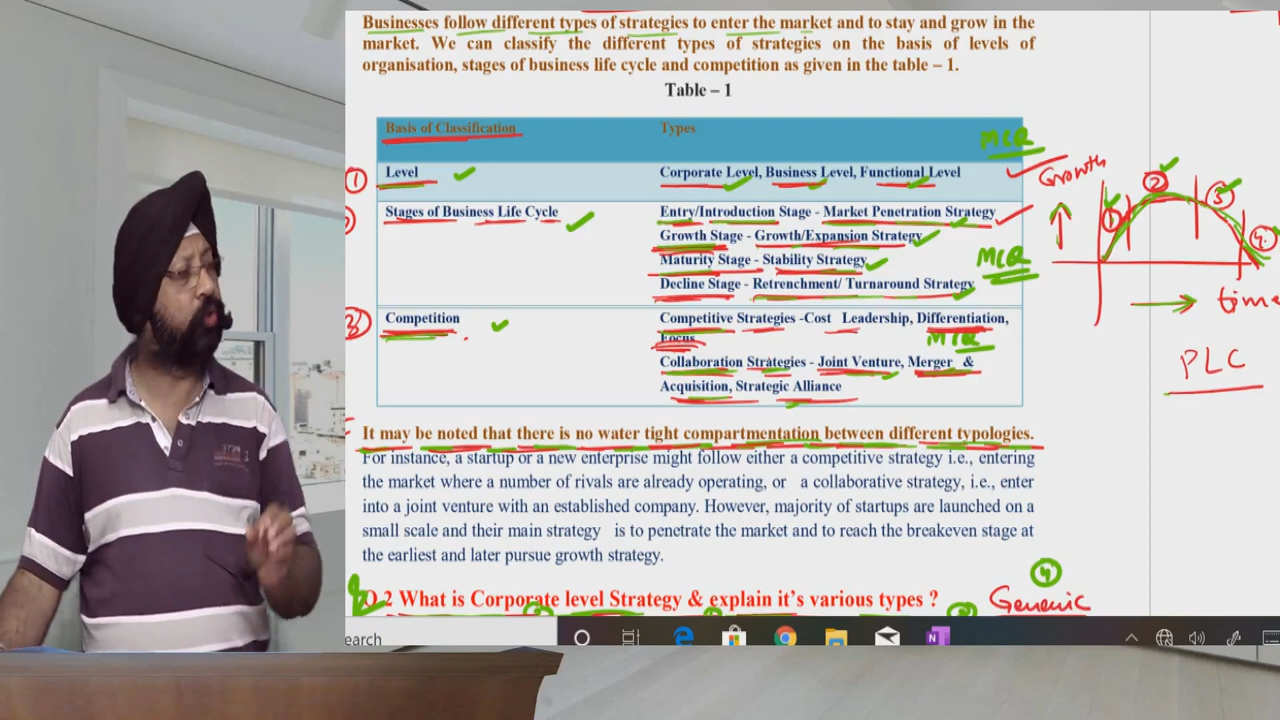 Businesses follow different types of strategies to enter the market and to stay and grow in the
market. We can classify the different types of strategies on the basis of levels of
organisation, stages of business life cycle and competition as given in the table – 1.
Table – 1
Basis of Classification Types
MCQ
1 Level Corporate Level, Business Level, Functional Level
Stages of Business Life Cycle Entry/Introduction Stage - Market Penetration Strategy
Growth Stage - Growth/Expansion Strategy
Maturity Stage - Stability Strategy
MCQ
Decline Stage - Retrenchment/ Turnaround Strategy
3 Competition Competitive Strategies -Cost Leadership, Differentiation,
Focus
MCQ
Collaboration Strategies - Joint Venture, Merger &
Acquisition, Strategic Alliance
Growth
1 2 3 4
time
PLC
It may be noted that there is no water tight compartmentation between different typologies.
For instance, a startup or a new enterprise might follow either a competitive strategy i.e., entering
the market where a number of rivals are already operating, or a collaborative strategy, i.e., enter
into a joint venture with an established company. However, majority of startups are launched on a
small scale and their main strategy is to penetrate the market and to reach the breakeven stage at
the earliest and later pursue growth strategy.
Q.2 What is Corporate level Strategy & explain it's various types ?
4
Generic
earch